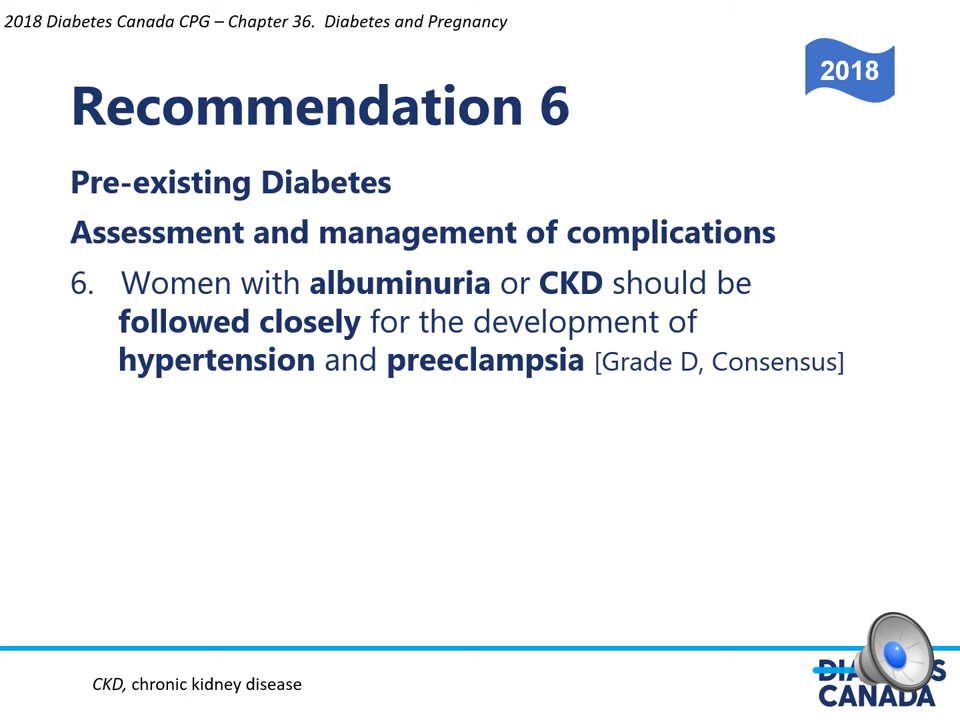 2018 Diabetes Canada CPG – Chapter 36.  Diabetes and Pregnancy
2018
Recommendation 6
Pre-existing Diabetes
Assessment and management of complications
6. Women with albuminuria or CKD should be
followed closely for the development of
hypertension and preeclampsia [Grade D, Consensus]
CKD, chronic kidney disease
CANADA